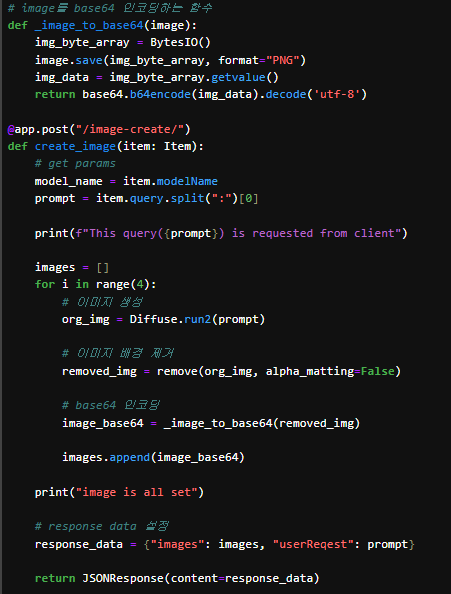 # image를 base64 인코딩하는 함수
def _image_to_base64(image):
    img_byte_array = BytesIO()
    image.save(img_byte_array, format="PNG")
    img_data = img_byte_array.getvalue()
    return base64.b64encode(img_data).decode('utf-8')

@app.post("/image-create/")
def create_image(item: Item):
    # get params
    model_name = item.modelName
    prompt = item.query.split(":")[0]

    print(f"This query({prompt}) is requested from client")

    images = []
    for i in range(4):
        # 이미지 생성
        org_img = Diffuse.run2(prompt)

        # 이미지 배경 제거
        removed_img = remove(org_img, alpha_matting=False)

        # base64 인코딩
        image_base64 = _image_to_base64(removed_img)

        images.append(image_base64)

    print("image is all set")

    # response data 설정
    response_data = {"images": images, "userReqest": prompt}

    return JSONResponse(content=response_data)